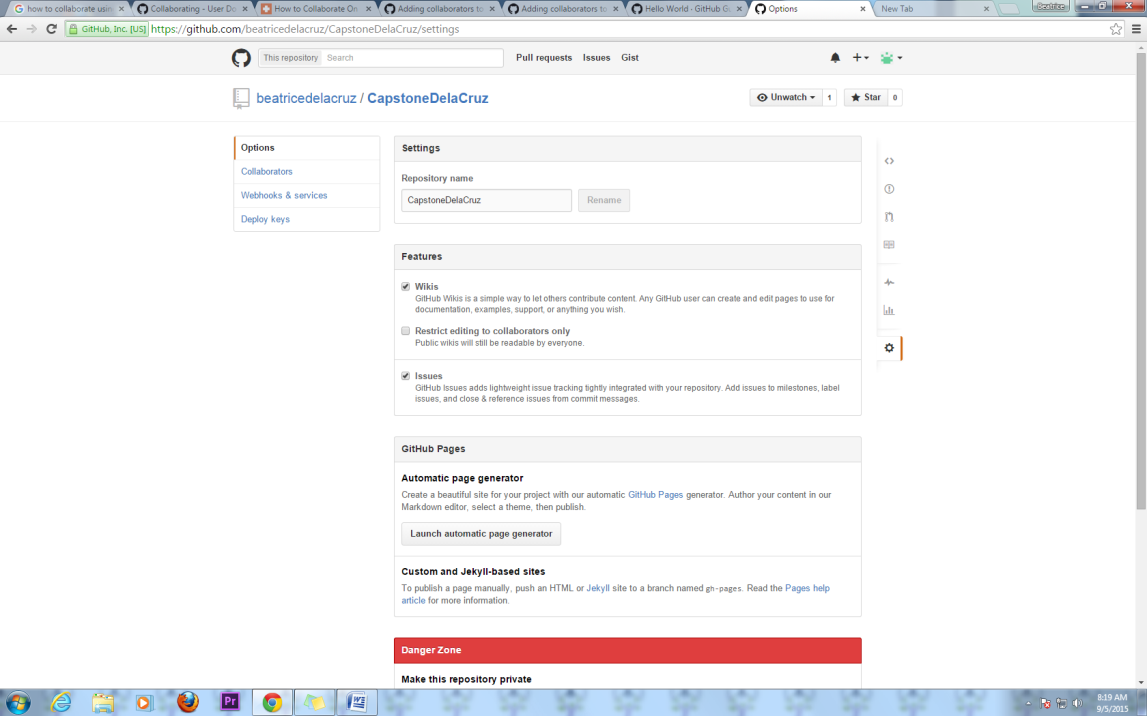 how to collaborate usin
Collaborating - User Do
How to Collaborate On
Adding collaborators to
Adding collaborators to
Hello World - GitHub Gu
Options
New Tab
Beatrice
GitHub, Inc. [US]
https://github.com/beatricedelacruz/CapstoneDelaCruz/settings
This repository
Search
Pull requests
Issues
Gist
beatricedelacruz / CapstoneDelaCruz
Unwatch
1
Star
0
Options
Collaborators
Webhooks & services
Deploy keys
Settings
Repository name
CapstoneDelaCruz
Rename
Features
Wikis
GitHub Wikis is a simple way to let others contribute content. Any GitHub user can create and edit pages to use for
documentation, examples, support, or anything you wish.
Restrict editing to collaborators only
Public wikis will still be readable by everyone.
Issues
GitHub Issues adds lightweight issue tracking tightly integrated with your repository. Add issues to milestones, label
issues, and close & reference issues from commit messages.
GitHub Pages
Automatic page generator
Create a beautiful site for your project with our automatic GitHub Pages generator. Author your content in our
Markdown editor, select a theme, then publish.
Launch automatic page generator
Custom and Jekyll-based sites
To publish a page manually, push an HTML or Jekyll site to a branch named gh-pages. Read the Pages help
article for more information.
Danger Zone
Make this repository private
Pr
8:19 AM
9/5/2015